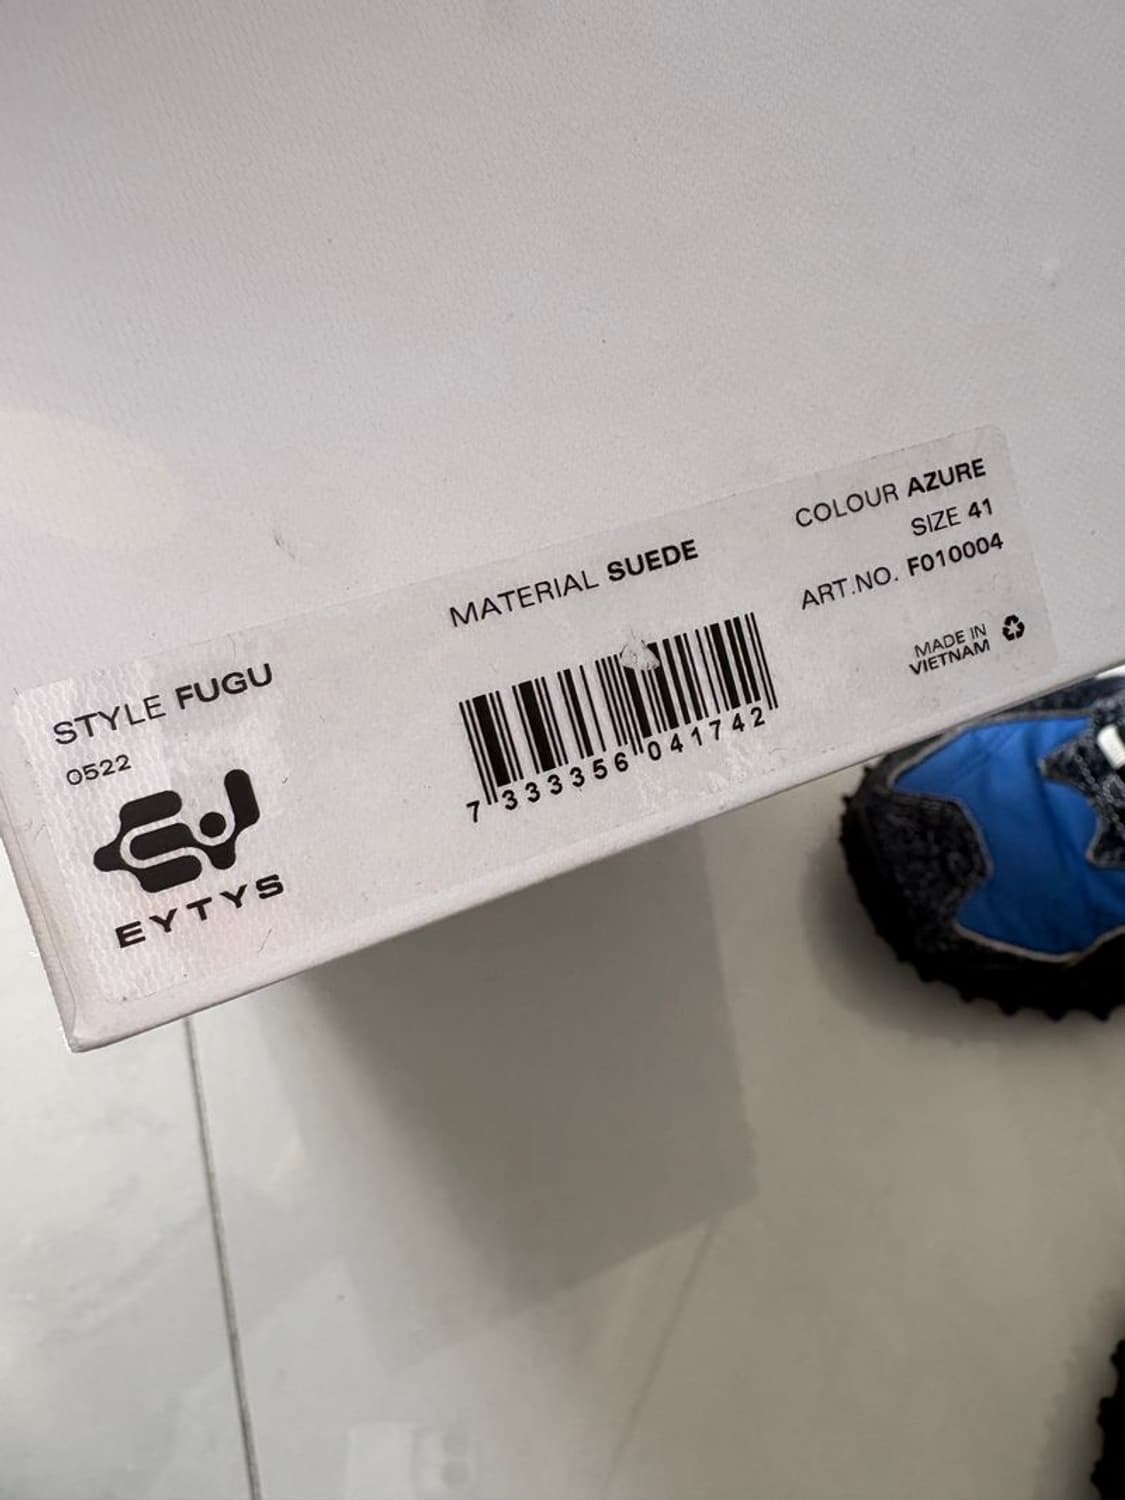 STYLE FUGU
0522
EYTYS
MATERIAL SUEDE
7 333356 041742
COLOUR AZURE
SIZE 41
ART.NO. F010004
MADE IN
VIETNAM